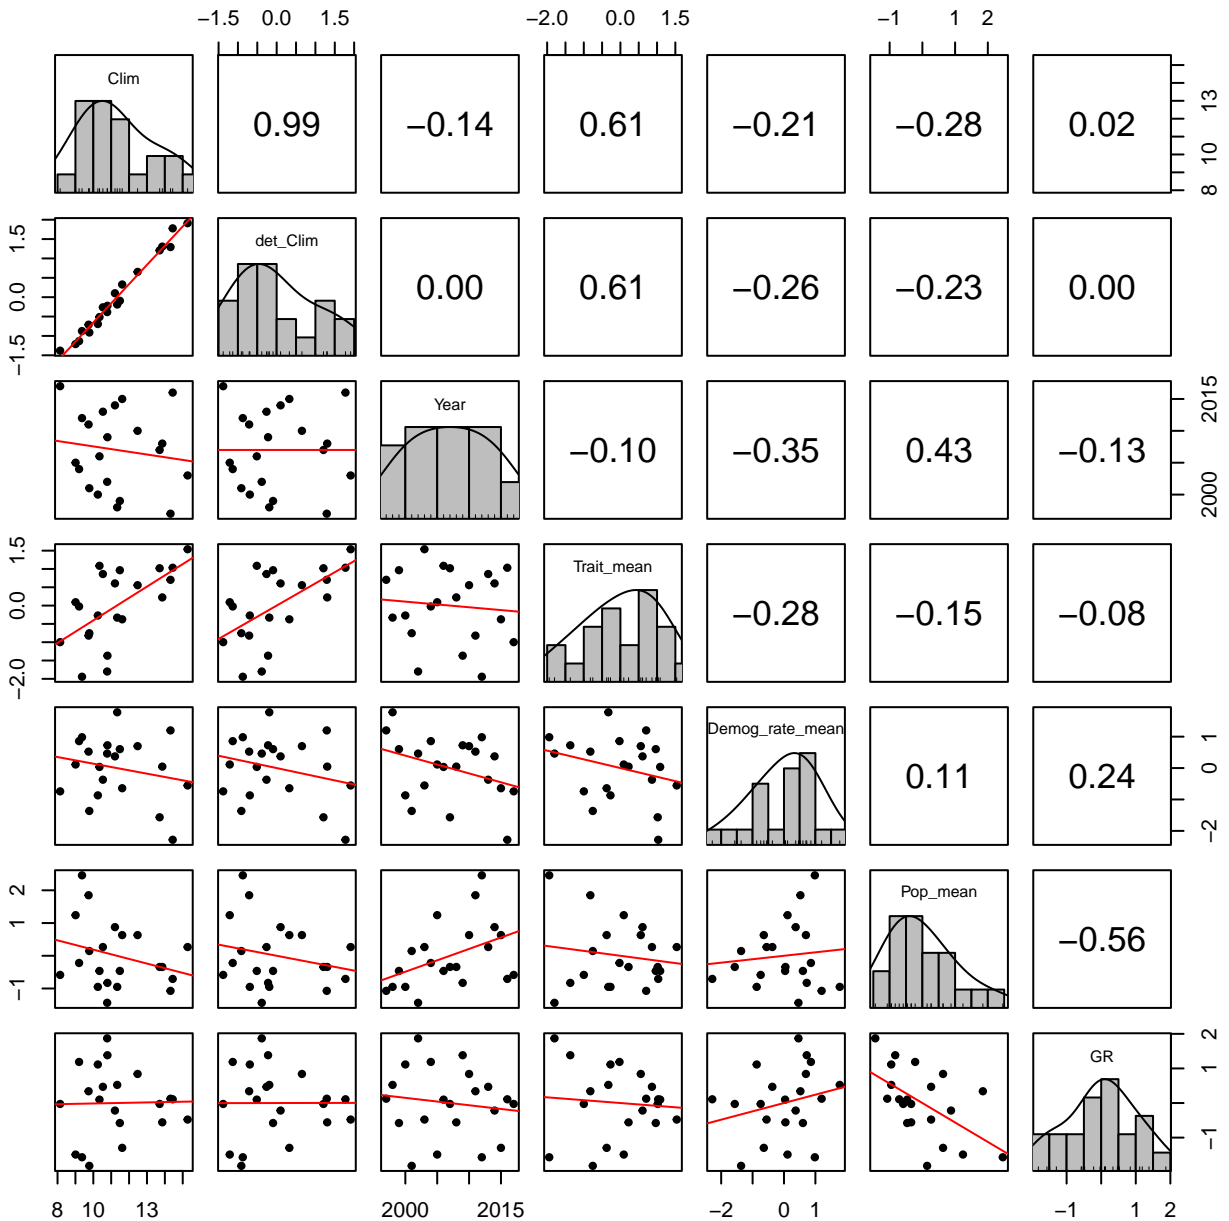 −1.5 0.0 1.5 −2.0 0.0 1.5 −1 1 2
Clim 0.99 −0.14 0.61 −0.21 −0.28 0.02 8 10 13
−1.5 0.0 1.5 det_Clim 0.00 0.61 −0.26 −0.23 0.00
Year −0.10 −0.35 0.43 −0.13 2000 2015
−2.0 0.0 1.5 Trait_mean −0.28 −0.15 −0.08
Demog_rate_mean 0.11 0.24 −2 0 1
−1 1 2 Pop_mean −0.56
GR −1 1 2
8 10 13 2000 2015 −2 0 1 −1 1 2